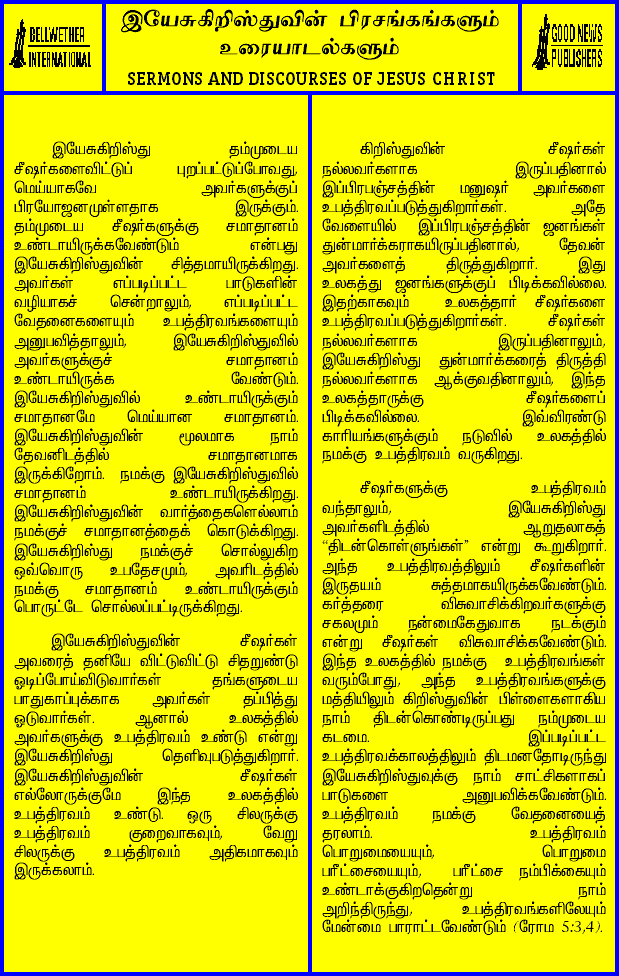 BELLWETHER
INTERNATIONAL
இயேசுகிறிஸ்துவின் பிரசங்கங்களும்
உரையாடல்களும்
SERMONS AND DISCOURSES OF JESUS CHRIST
GOOD NEWS
PUBLISHERS
இயேசுகிறிஸ்து தம்முடைய
சீஷர்களைவிட்டுப் புறப்பட்டுப்போவது,
மெய்யாகவே அவர்களுக்குப்
பிரயோஜனமுள்ளதாக இருக்கும்.
தம்முடைய சீஷர்களுக்கு சமாதானம்
உண்டாயிருக்கவேண்டும் என்பது
இயேசுகிறிஸ்துவின் சித்தமாயிருக்கிறது.
அவர்கள் எப்படிப்பட்ட பாடுகளின்
வழியாகச் சென்றாலும், எப்படிப்பட்ட
வேதனைகளையும் உபத்திரவங்களையும்
அனுபவித்தாலும், இயேசுகிறிஸ்துவில்
அவர்களுக்குச் சமாதானம்
உண்டாயிருக்க வேண்டும்.
இயேசுகிறிஸ்துவில் உண்டாயிருக்கும்
சமாதானமே மெய்யான சமாதானம்.
இயேசுகிறிஸ்துவின் மூலமாக நாம்
தேவனிடத்தில் சமாதானமாக
இருக்கிறோம். நமக்கு இயேசுகிறிஸ்துவில்
சமாதானம் உண்டாயிருக்கிறது.
இயேசுகிறிஸ்துவின் வார்த்தைகளெல்லாம்
நமக்குச் சமாதானத்தைக் கொடுக்கிறது.
இயேசுகிறிஸ்து நமக்குச் சொல்லுகிற
ஒவ்வொரு உபதேசமும், அவரிடத்தில்
நமக்கு சமாதானம் உண்டாயிருக்கும்
பொருட்டே சொல்லப்பட்டிருக்கிறது.
இயேசுகிறிஸ்துவின் சீஷர்கள்
அவரைத் தனியே விட்டுவிட்டு சிதறுண்டு
ஓடிப்போய்விடுவார்கள் தங்களுடைய
பாதுகாப்புக்காக அவர்கள் தப்பித்து
ஓடுவார்கள். ஆனால் உலகத்தில்
அவர்களுக்கு உபத்திரவம் உண்டு என்று
இயேசுகிறிஸ்து தெளிவுபடுத்துகிறார்.
இயேசுகிறிஸ்துவின் சீஷர்கள்
எல்லோருக்குமே இந்த உலகத்தில்
உபத்திரவம் உண்டு. ஒரு சிலருக்கு
உபத்திரவம் குறைவாகவும், வேறு
சிலருக்கு உபத்திரவம் அதிகமாகவும்
இருக்கலாம்.
கிறிஸ்துவின் சீஷர்கள்
நல்லவர்களாக இருப்பதினால்
இப்பிரபஞ்சத்தின் மனுஷர் அவர்களை
உபத்திரவப்படுத்துகிறார்கள். அதே
வேளையில் இப்பிரபஞ்சத்தின் ஜனங்கள்
துன்மார்க்கராகயிருப்பதினால், தேவன்
அவர்களைத் திருத்துகிறார். இது
உலகத்து ஜனங்களுக்குப் பிடிக்கவில்லை.
இதற்காகவும் உலகத்தார் சீஷர்களை
உபத்திரவப்படுத்துகிறார்கள். சீஷர்கள்
நல்லவர்களாக இருப்பதினாலும்,
இயேசுகிறிஸ்து துன்மார்க்கரைத் திருத்தி
நல்லவர்களாக ஆக்குவதினாலும், இந்த
உலகத்தாருக்கு சீஷர்களைப்
பிடிக்கவில்லை. இவ்விரண்டு
காரியங்களுக்கும் நடுவில் உலகத்தில்
நமக்கு உபத்திரவம் வருகிறது.
சீஷர்களுக்கு உபத்திரவம்
வந்தாலும், இயேசுகிறிஸ்து
அவர்களிடத்தில் ஆறுதலாகத்
“திடன்கொள்ளுங்கள்” என்று கூறுகிறார்.
அந்த உபத்திரவத்திலும் சீஷர்களின்
இருதயம் சுத்தமாகயிருக்கவேண்டும்.
கர்த்தரை விசுவாசிக்கிறவர்களுக்கு
சகலமும் நன்மைகேதுவாக நடக்கும்
என்று சீஷர்கள் விசுவாசிக்கவேண்டும்.
இந்த உலகத்தில் நமக்கு உபத்திரவங்கள்
வரும்போது, அந்த உபத்திரவங்களுக்கு
மத்தியிலும் கிறிஸ்துவின் பிள்ளைகளாகிய
நாம் திடன்கொண்டிருப்பது நம்முடைய
கடமை. இப்படிப்பட்ட
உபத்திரவக்காலத்திலும் திடமனதோடிருந்து
இயேசுகிறிஸ்துவுக்கு நாம் சாட்சிகளாகப்
பாடுகளை அனுபவிக்கவேண்டும்.
உபத்திரவம் நமக்கு வேதனையைத்
தரலாம். உபத்திரவம்
பொறுமையையும், பொறுமை
பரீட்சையையும், பரீட்சை நம்பிக்கையும்
உண்டாக்குகிறதென்று நாம்
அறிந்திருந்து, உபத்திரவங்களிலேயும்
மேன்மை பாராட்டவேண்டும் (ரோம 5:3,4).